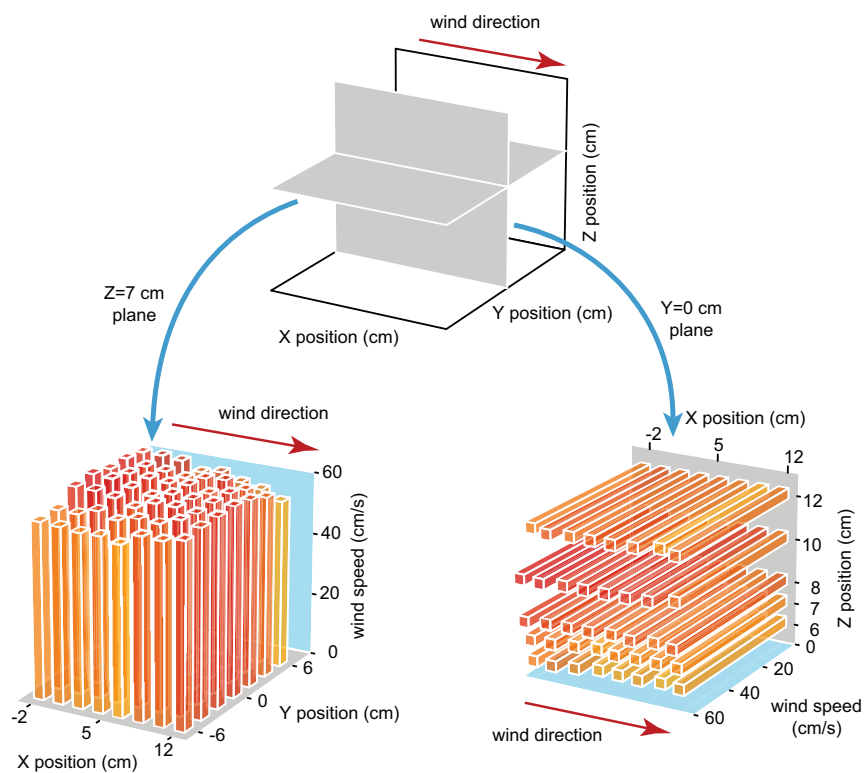 wind direction
Z position (cm)
Y position (cm)
X position (cm)
Z=7 cm
plane
Y=0 cm
plane
wind direction
60
40
20
0
wind speed (cm/s)
6
0
-6
Y position (cm)
-2
5
12
X position (cm)
X position (cm)
-2
5
12
12
10
8
7
6
0
Z position (cm)
20
40
60
wind speed
(cm/s)
wind direction